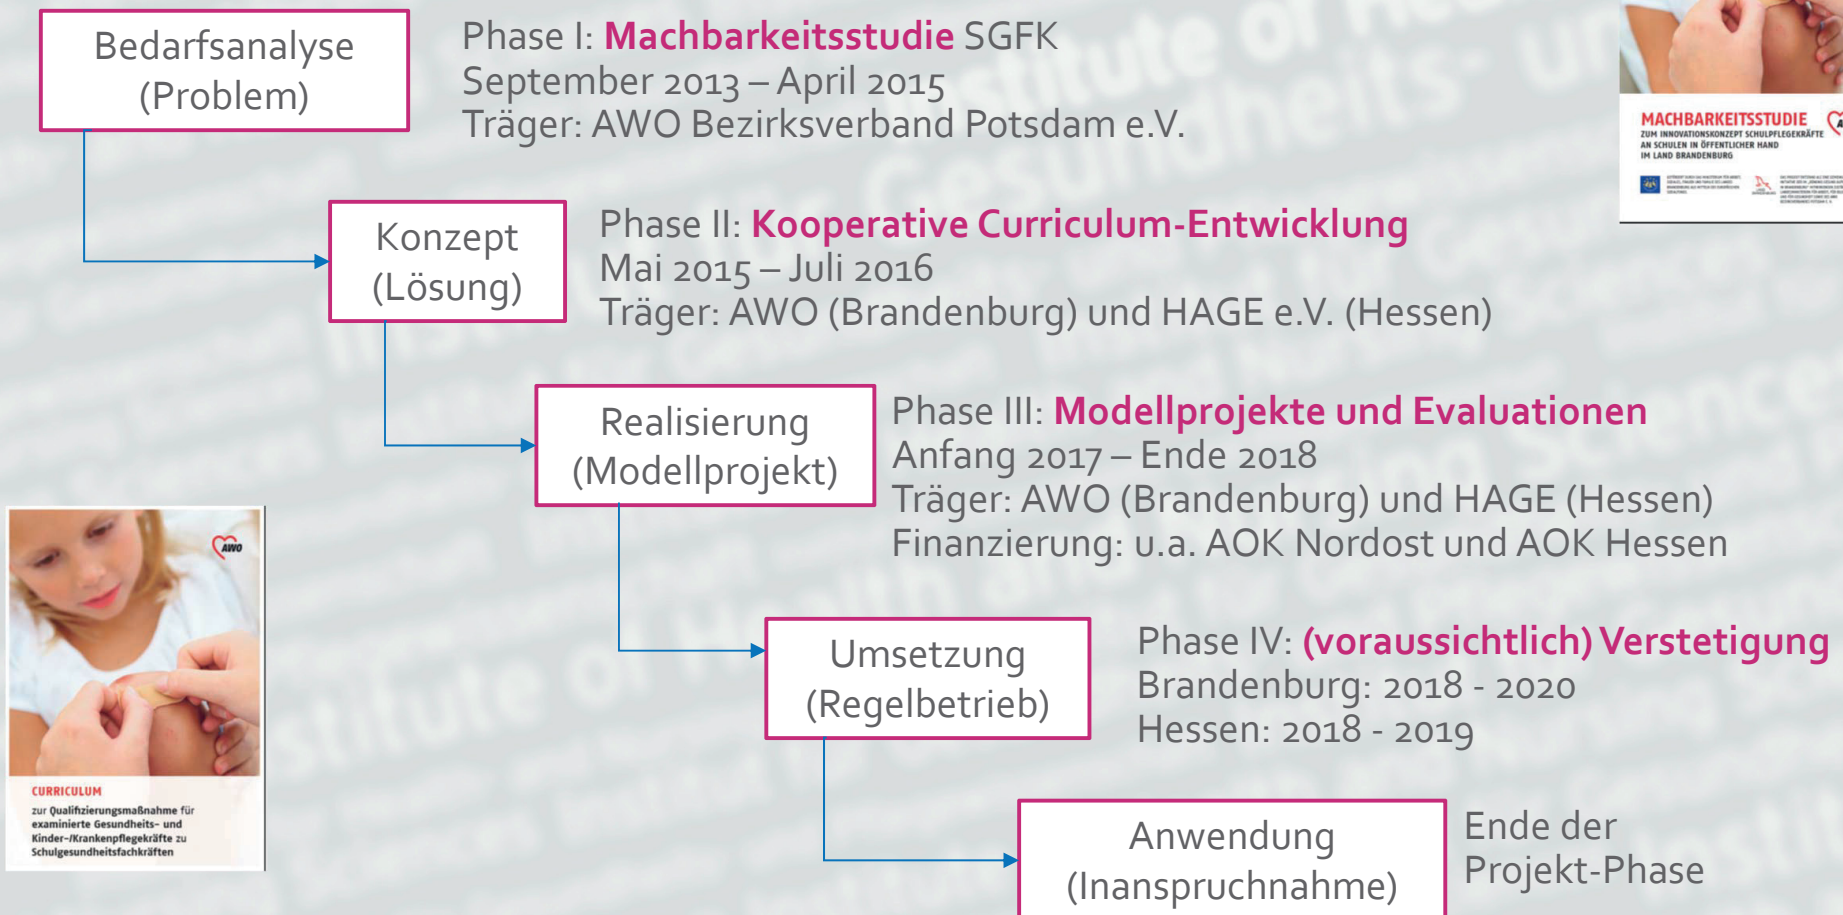 Bedarfsanalyse
(Problem)
Phase I: Machbarkeitsstudie SGFK
September 2013 – April 2015
Träger: AWO Bezirksverband Potsdam e.V.
MACHBARKEITSSTUDIE
ZUM INNOVATIONSKONZEPT SCHULPFLEGEKRÄFTE
AN SCHULEN IN ÖFFENTLICHER HAND
IM LAND BRANDENBURG
Konzept
(Lösung)
Phase II: Kooperative Curriculum-Entwicklung
Mai 2015 – Juli 2016
Träger: AWO (Brandenburg) und HAGE e.V. (Hessen)
Realisierung
(Modellprojekt)
Phase III: Modellprojekte und Evaluationen
Anfang 2017 – Ende 2018
Träger: AWO (Brandenburg) und HAGE (Hessen)
Finanzierung: u.a. AOK Nordost und AOK Hessen
AWO
CURRICULUM
zur Qualifizierungsmaßnahme für
examinierte Gesundheits- und
Kinder-/Krankenpflegekräfte zu
Schulgesundheitsfachkräften
Umsetzung
(Regelbetrieb)
Phase IV: (voraussichtlich) Verstetigung
Brandenburg: 2018 - 2020
Hessen: 2018 - 2019
Anwendung
(Inanspruchnahme)
Ende der
Projekt-Phase